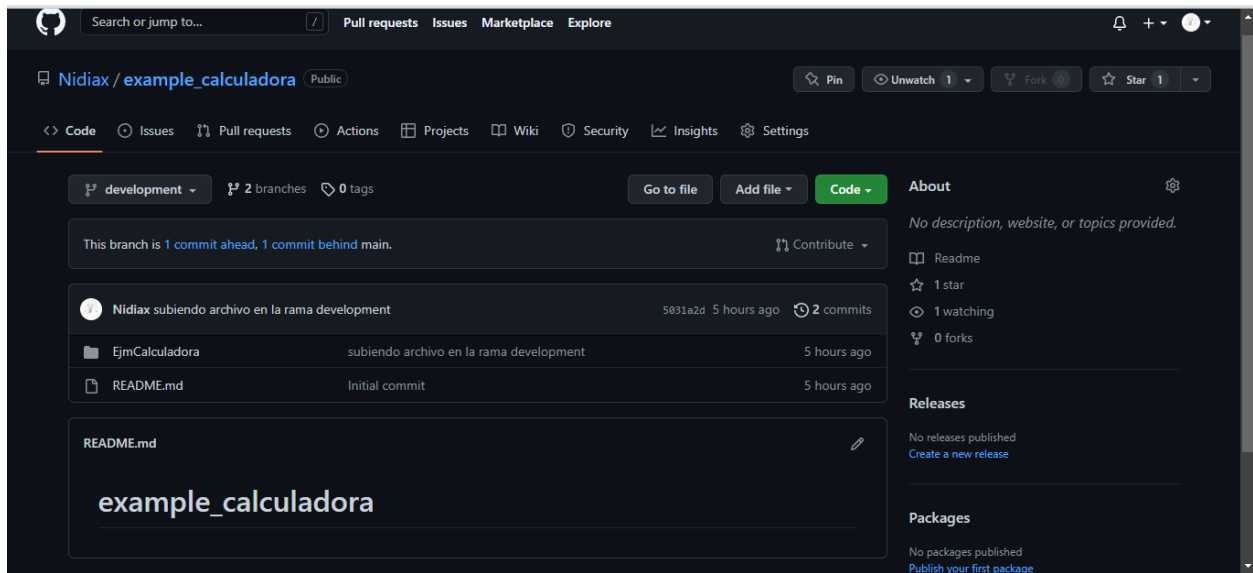 Search or jump to... / Pull requests Issues Marketplace Explore
Nidiax / example_calculadora Public
Pin Unwatch 1 Fork 0 Star 1
<> Code Issues Pull requests Actions Projects Wiki Security Insights Settings
development 2 branches 0 tags Go to file Add file Code
This branch is 1 commit ahead, 1 commit behind main. Contribute
Nidiax subiendo archivo en la rama development 5031a2d 5 hours ago 2 commits
EjmCalculadora subiendo archivo en la rama development 5 hours ago
README.md Initial commit 5 hours ago
README.md
example_calculadora
About
No description, website, or topics provided.
Readme
1 star
1 watching
0 forks
Releases
No releases published
Create a new release
Packages
No packages published
Publish your first package